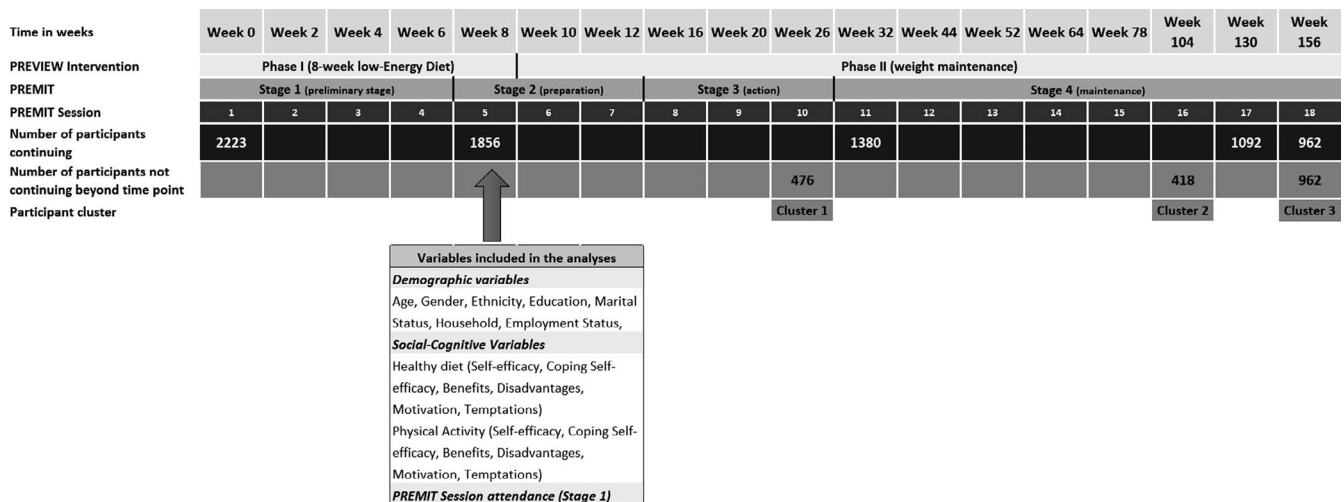 Time in weeks Week 0 Week 2 Week 4 Week 6 Week 8 Week 10 Week 12 Week 16 Week 20 Week 26 Week 32 Week 44 Week 52 Week 64 Week 78 Week 104 Week 130 Week 156
PREVIEW Intervention Phase I (8-week low-Energy Diet) Phase II (weight maintenance)
PREMIT Stage 1 (preliminary stage) Stage 2 (preparation) Stage 3 (action) Stage 4 (maintenance)
PREMIT Session 1 2 3 4 5 6 7 8 9 10 11 12 13 14 15 16 17 18
Number of participants
continuing 2223 1856 1380 1092 962
Number of participants not
continuing beyond time point 476 418 962
Participant cluster Cluster 1 Cluster 2 Cluster 3
Variables included in the analyses
Demographic variables
Age, Gender, Ethnicity, Education, Marital
Status, Household, Employment Status,
Social-Cognitive Variables
Healthy diet (Self-efficacy, Coping Self-
efficacy, Benefits, Disadvantages,
Motivation, Temptations)
Physical Activity (Self-efficacy, Coping Self-
efficacy, Benefits, Disadvantages,
Motivation, Temptations)
PREMIT Session attendance (Stage 1)